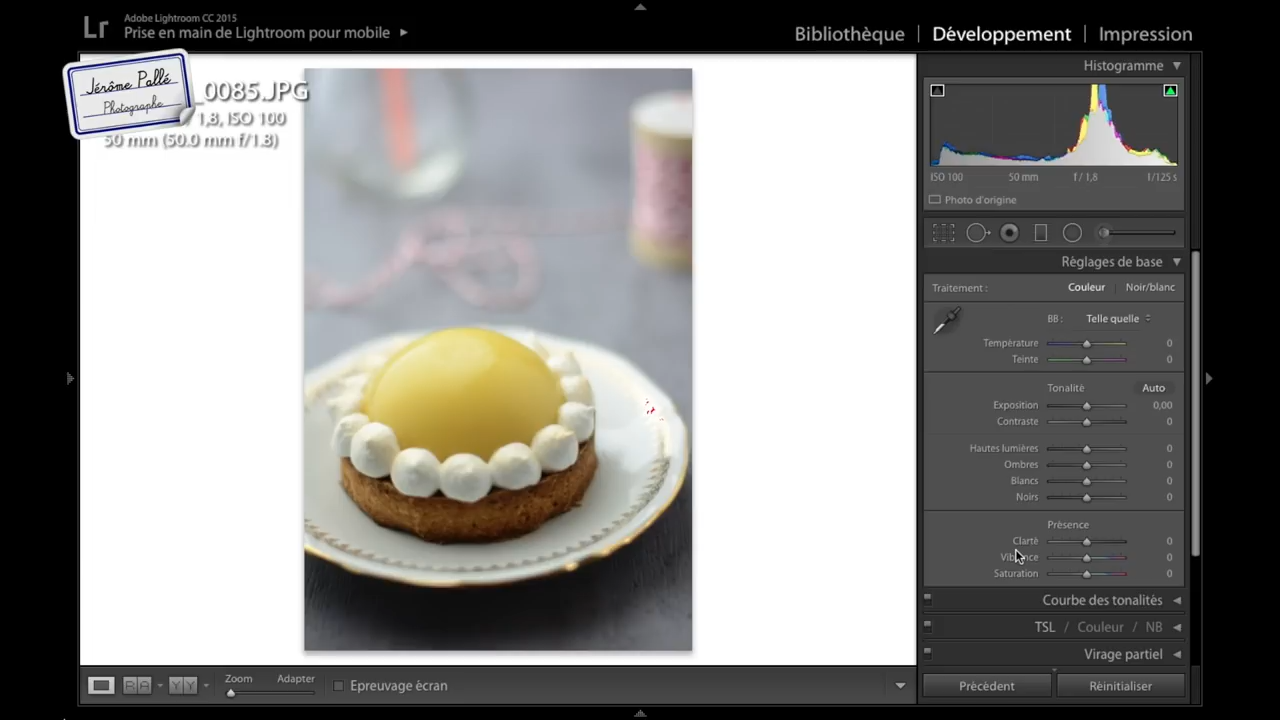 Lr
Adobe Lightroom CC 2015
Prise en main de Lightroom pour mobile
Bibliothèque | Développement | Impression
Jérôme Pallé
Photographe
_0085.JPG
1,8, ISO 100
50 mm (50.0 mm f/1.8)
Histogramme
ISO 100 50 mm f / 1,8 1/125 s
Photo d'origine
Réglages de base
Traitement : Couleur Noir/blanc
BB : Telle quelle
Température 0
Teinte 0
Tonalité Auto
Exposition 0,00
Contraste 0
Hautes lumières 0
Ombres 0
Blancs 0
Noirs 0
Présence
Clarté 0
Vibrance 0
Saturation 0
Courbe des tonalités
TSL / Couleur / NB
Virage partiel
R A Y Y Zoom Adapter Epreuvage écran
Précédent Réinitialiser